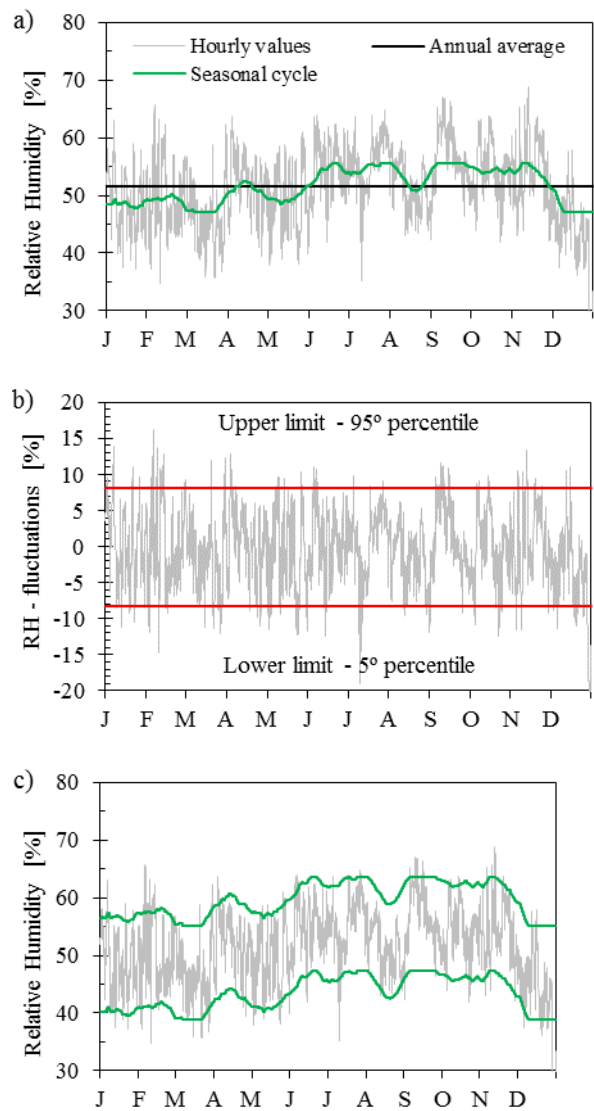 a)
Relative Humidity [%]
80
70
60
50
40
30
Hourly values
Annual average
Seasonal cycle
J F M A M J J A S O N D
b)
RH - fluctuations [%]
20
15
10
5
0
-5
-10
-15
-20
Upper limit - 95º percentile
Lower limit - 5º percentile
J F M A M J J A S O N D
c)
Relative Humidity [%]
80
70
60
50
40
30
J F M A M J J A S O N D